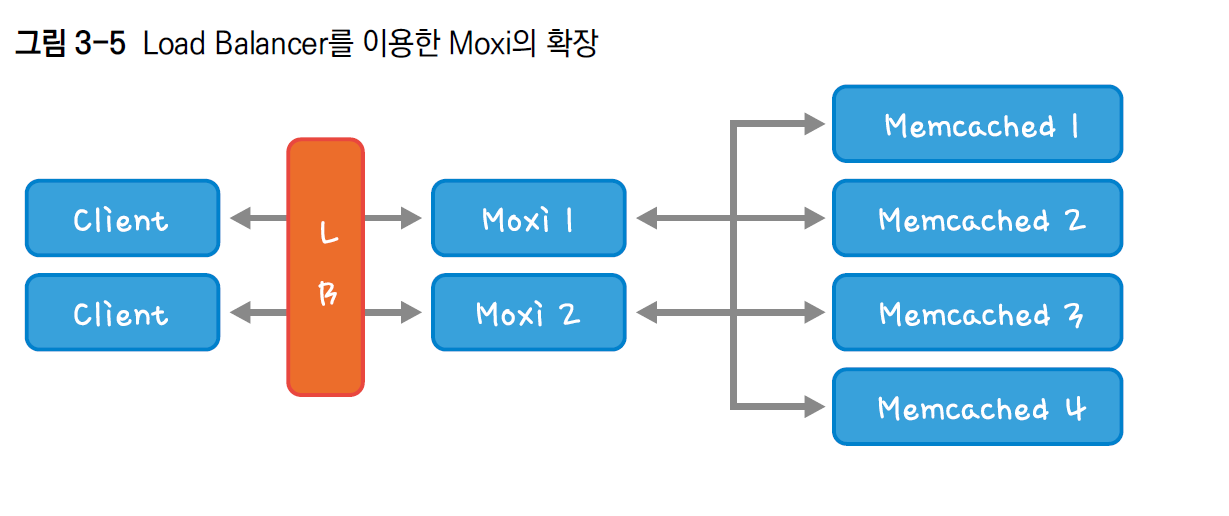 그림 3-5 Load Balancer를 이용한 Moxi의 확장
Client
Client
L
B
Moxi 1
Moxi 2
Memcached 1
Memcached 2
Memcached 3
Memcached 4